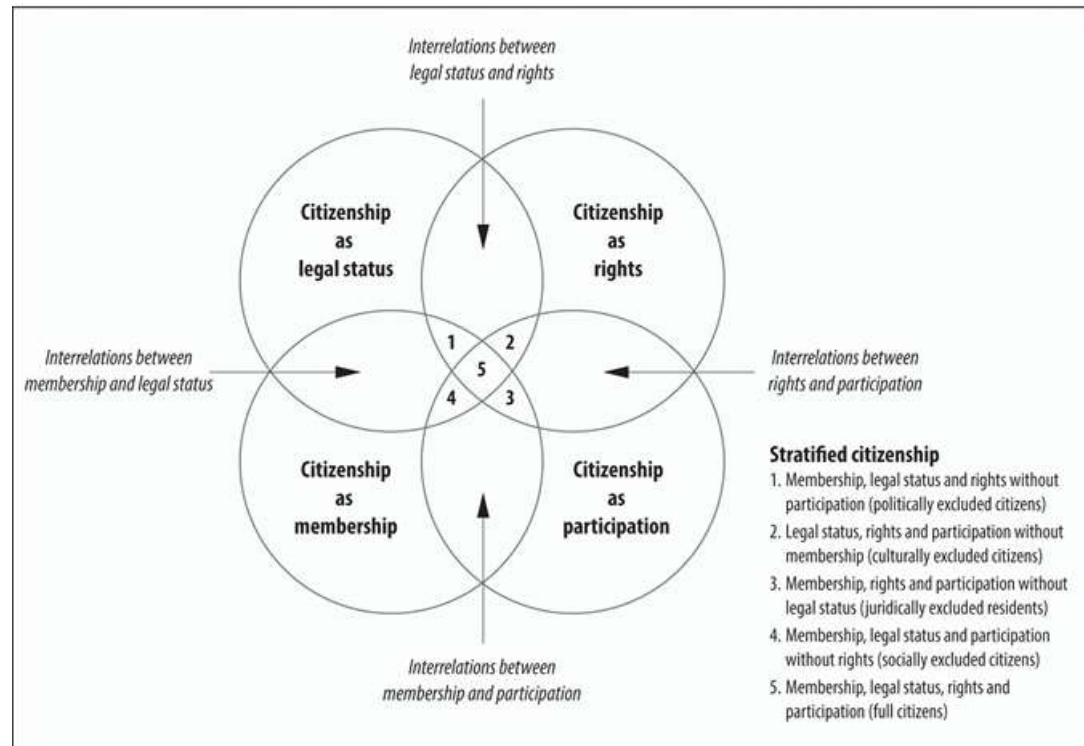 Interrelations between
legal status and rights
Citizenship
as
legal status
Citizenship
as
rights
1
2
5
4
3
Interrelations between
membership and legal status
Interrelations between
rights and participation
Citizenship
as
membership
Citizenship
as
participation
Interrelations between
membership and participation
Stratified citizenship
1. Membership, legal status and rights without
participation (politically excluded citizens)
2. Legal status, rights and participation without
membership (culturally excluded citizens)
3. Membership, rights and participation without
legal status (juridically excluded residents)
4. Membership, legal status and participation
without rights (socially excluded citizens)
5. Membership, legal status, rights and
participation (full citizens)